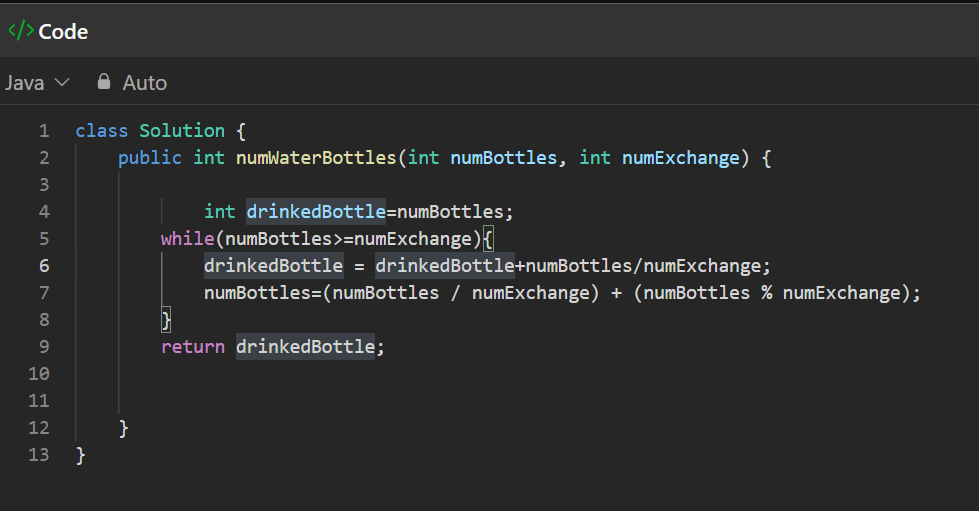 </> Code
Java Auto
1 class Solution {
2 public int numWaterBottles(int numBottles, int numExchange) {
3
4 int drinkedBottle=numBottles;
5 while(numBottles>=numExchange){
6 drinkedBottle = drinkedBottle+numBottles/numExchange;
7 numBottles=(numBottles / numExchange) + (numBottles % numExchange);
8 }
9 return drinkedBottle;
10
11
12 }
13 }